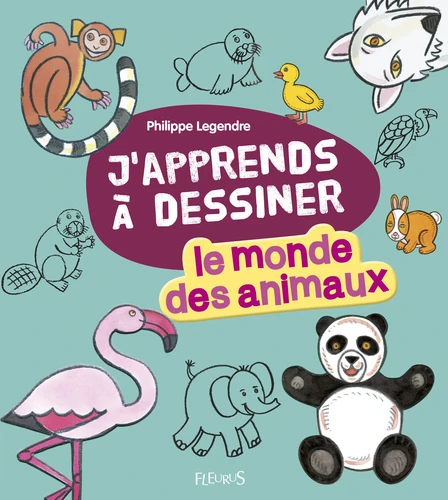 Philippe Legendre
J'APPRENDS
À DESSINER
le monde
des animaux
FLEURUS